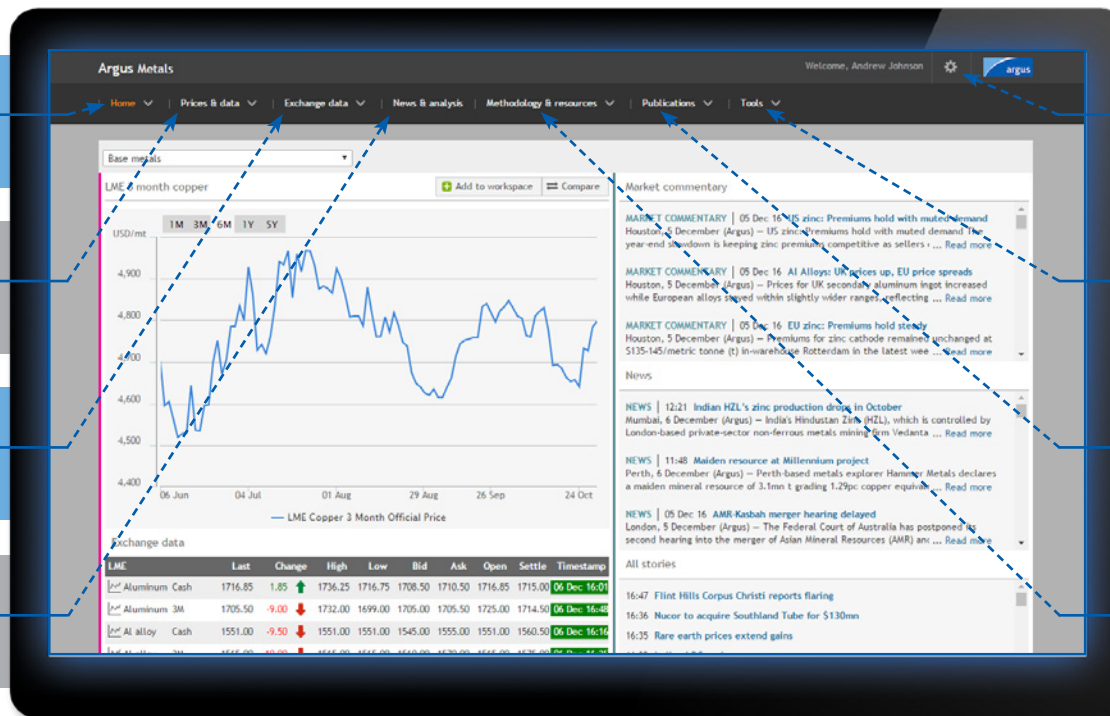 Argus Metals
Welcome, Andrew Johnson
argus
Home | Prices & data | Exchange data | News & analysis | Methodology & resources | Publications | Tools
Base metals
LME 3 month copper
Add to workspace
Compare
1M 3M 6M 1Y 5Y
USD/mt
4,900
4,800
4,700
4,600
4,500
4,400
06 Jun 04 Jul 01 Aug 29 Aug 26 Sep 24 Oct
LME Copper 3 Month Official Price
Exchange data
LME Last Change High Low Bid Ask Open Settle Timestamp
Aluminum Cash 1716.85 1.85 1736.25 1716.75 1708.50 1710.50 1716.85 1715.00 06 Dec 16:01
Aluminum 3M 1705.50 -9.00 1732.00 1699.00 1705.00 1705.50 1725.00 1714.50 06 Dec 16:48
Al alloy Cash 1551.00 -9.50 1551.00 1551.00 1545.00 1555.00 1551.00 1560.50 06 Dec 16:16
Market commentary
MARKET COMMENTARY | 05 Dec 16 US zinc: Premiums hold with muted demand
Houston, 5 December (Argus) — US zinc: Premiums hold with muted demand The
year-end slowdown is keeping zinc premiums competitive as sellers ... Read more
MARKET COMMENTARY | 05 Dec 16 Al Alloys: UK prices up, EU price spreads
Houston, 5 December (Argus) — Prices for UK secondary aluminum ingot increased
while European alloys stayed within slightly wider ranges, reflecting ... Read more
MARKET COMMENTARY | 05 Dec 16 EU zinc: Premiums hold steady
Houston, 5 December (Argus) — Premiums for zinc cathode remained unchanged at
$135-145/metric tonne (t) in-warehouse Rotterdam in the latest wee ... Read more
News
NEWS | 12:21 Indian HZL's zinc production drops in October
Mumbai, 6 December (Argus) — India's Hindustan Zinc (HZL), which is controlled by
London-based private-sector non-ferrous metals mining firm Vedanta ... Read more
NEWS | 11:48 Maiden resource at Millennium project
Perth, 6 December (Argus) — Perth-based metals explorer Hammer Metals declares
a maiden mineral resource of 3.1mn t grading 1.29pc copper equivale ... Read more
NEWS | 05 Dec 16 AMR-Kasbah merger hearing delayed
London, 5 December (Argus) — The Federal Court of Australia has postponed its
second hearing into the merger of Asian Mineral Resources (AMR) and ... Read more
All stories
16:47 Flint Hills Corpus Christi reports flaring
16:36 Nucor to acquire Southland Tube for $130mn
16:35 Rare earth prices extend gains